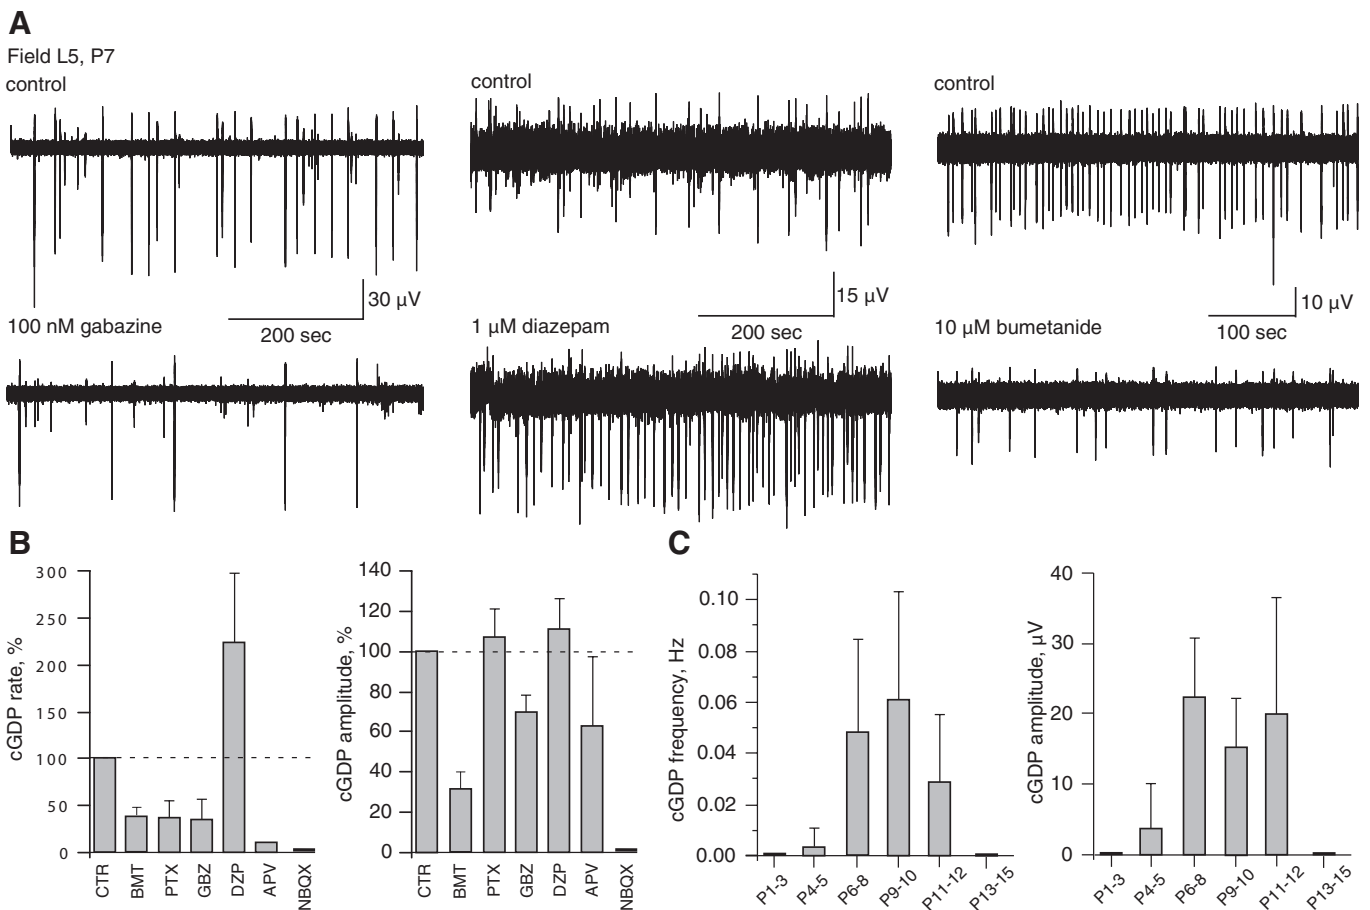 A
Field L5, P7
control
control
control
30 µV
200 sec
15 µV
200 sec
10 µV
100 sec
100 nM gabazine
1 µM diazepam
10 µM bumetanide
B
cGDP rate, %
300
250
200
150
100
50
0
CTR
BMT
PTX
GBZ
DZP
APV
NBQX
cGDP amplitude, %
140
120
100
80
60
40
20
0
CTR
BMT
PTX
GBZ
DZP
APV
NBQX
C
cGDP frequency, Hz
0.10
0.08
0.06
0.04
0.02
0.00
P1-3
P4-5
P6-8
P9-10
P11-12
P13-15
cGDP amplitude, µV
40
30
20
10
0
P1-3
P4-5
P6-8
P9-10
P11-12
P13-15